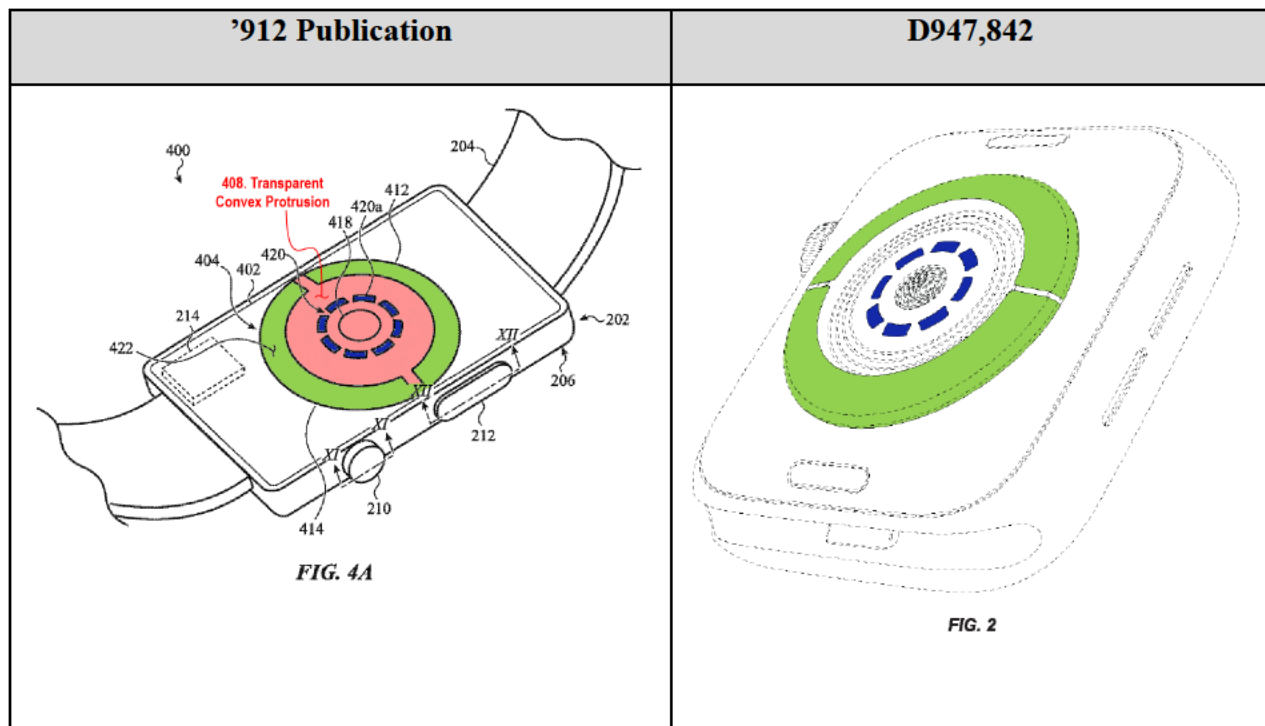 ’912 Publication
D947,842
400
204
408. Transparent
Convex Protrusion
412
420a
418
420
404
402
214
422
XII
202
206
XII
212
XI
XI
210
414
FIG. 4A
FIG. 2